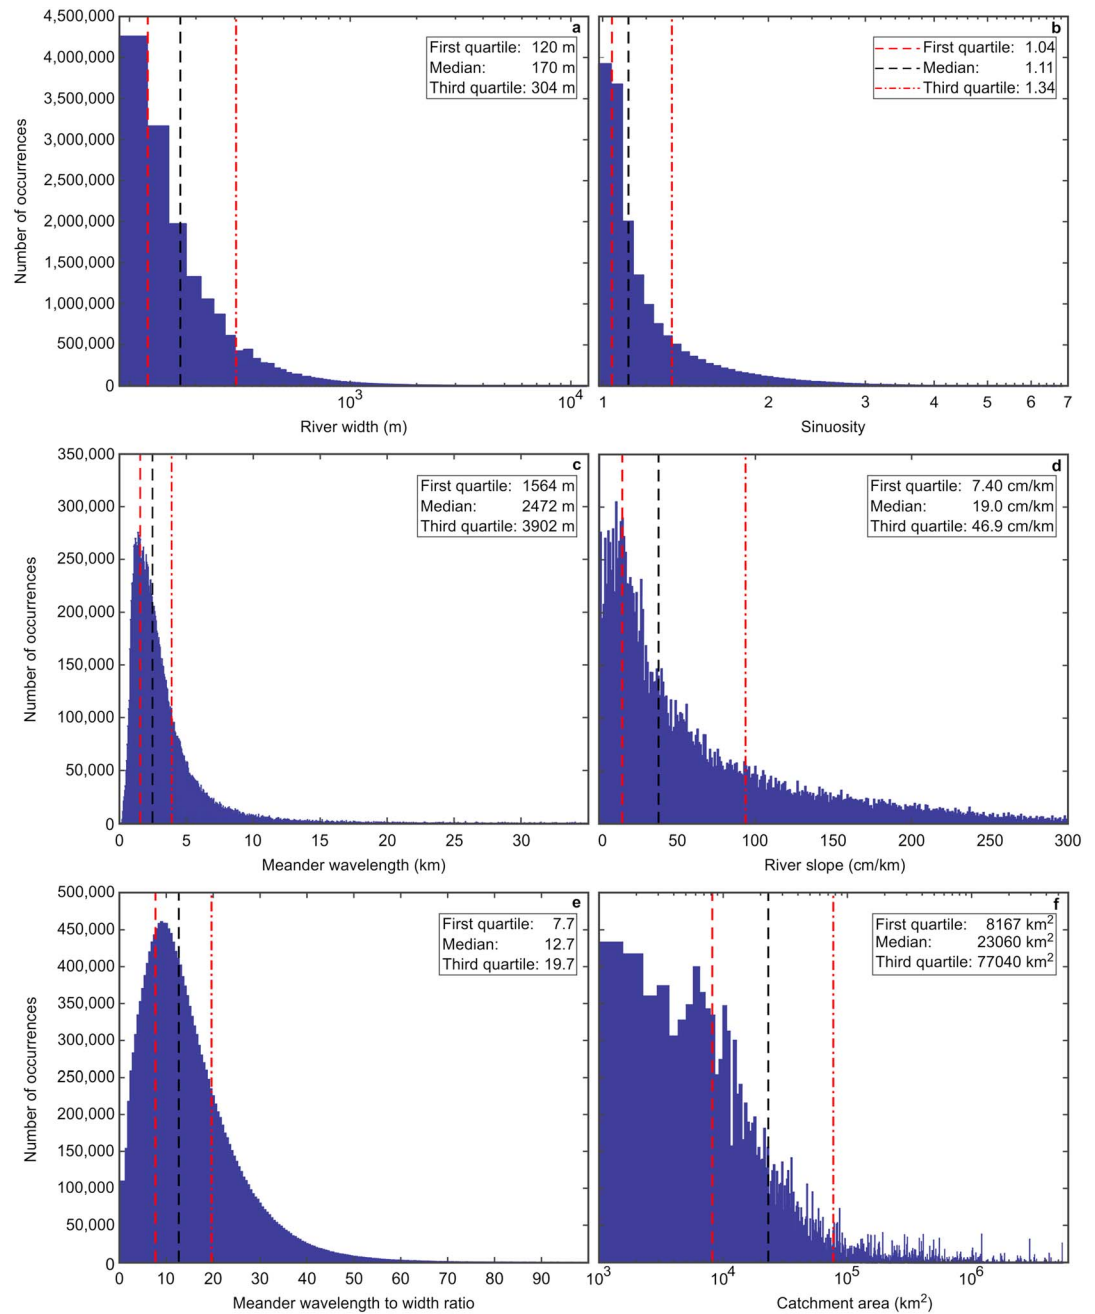 a
4,500,000
4,000,000
3,500,000
3,000,000
2,500,000
2,000,000
1,500,000
1,000,000
500,000
0
Number of occurrences
First quartile: 120 m
Median: 170 m
Third quartile: 304 m
10³ 10⁴
River width (m)
b
First quartile: 1.04
Median: 1.11
Third quartile: 1.34
1 2 3 4 5 6 7
Sinuosity
c
350,000
300,000
250,000
200,000
150,000
100,000
50,000
0
Number of occurrences
First quartile: 1564 m
Median: 2472 m
Third quartile: 3902 m
0 5 10 15 20 25 30
Meander wavelength (km)
d
First quartile: 7.40 cm/km
Median: 19.0 cm/km
Third quartile: 46.9 cm/km
0 50 100 150 200 250 300
River slope (cm/km)
e
500,000
450,000
400,000
350,000
300,000
250,000
200,000
150,000
100,000
50,000
0
Number of occurrences
First quartile: 7.7
Median: 12.7
Third quartile: 19.7
0 10 20 30 40 50 60 70 80 90
Meander wavelength to width ratio
f
First quartile: 8167 km²
Median: 23060 km²
Third quartile: 77040 km²
10³ 10⁴ 10⁵ 10⁶
Catchment area (km²)